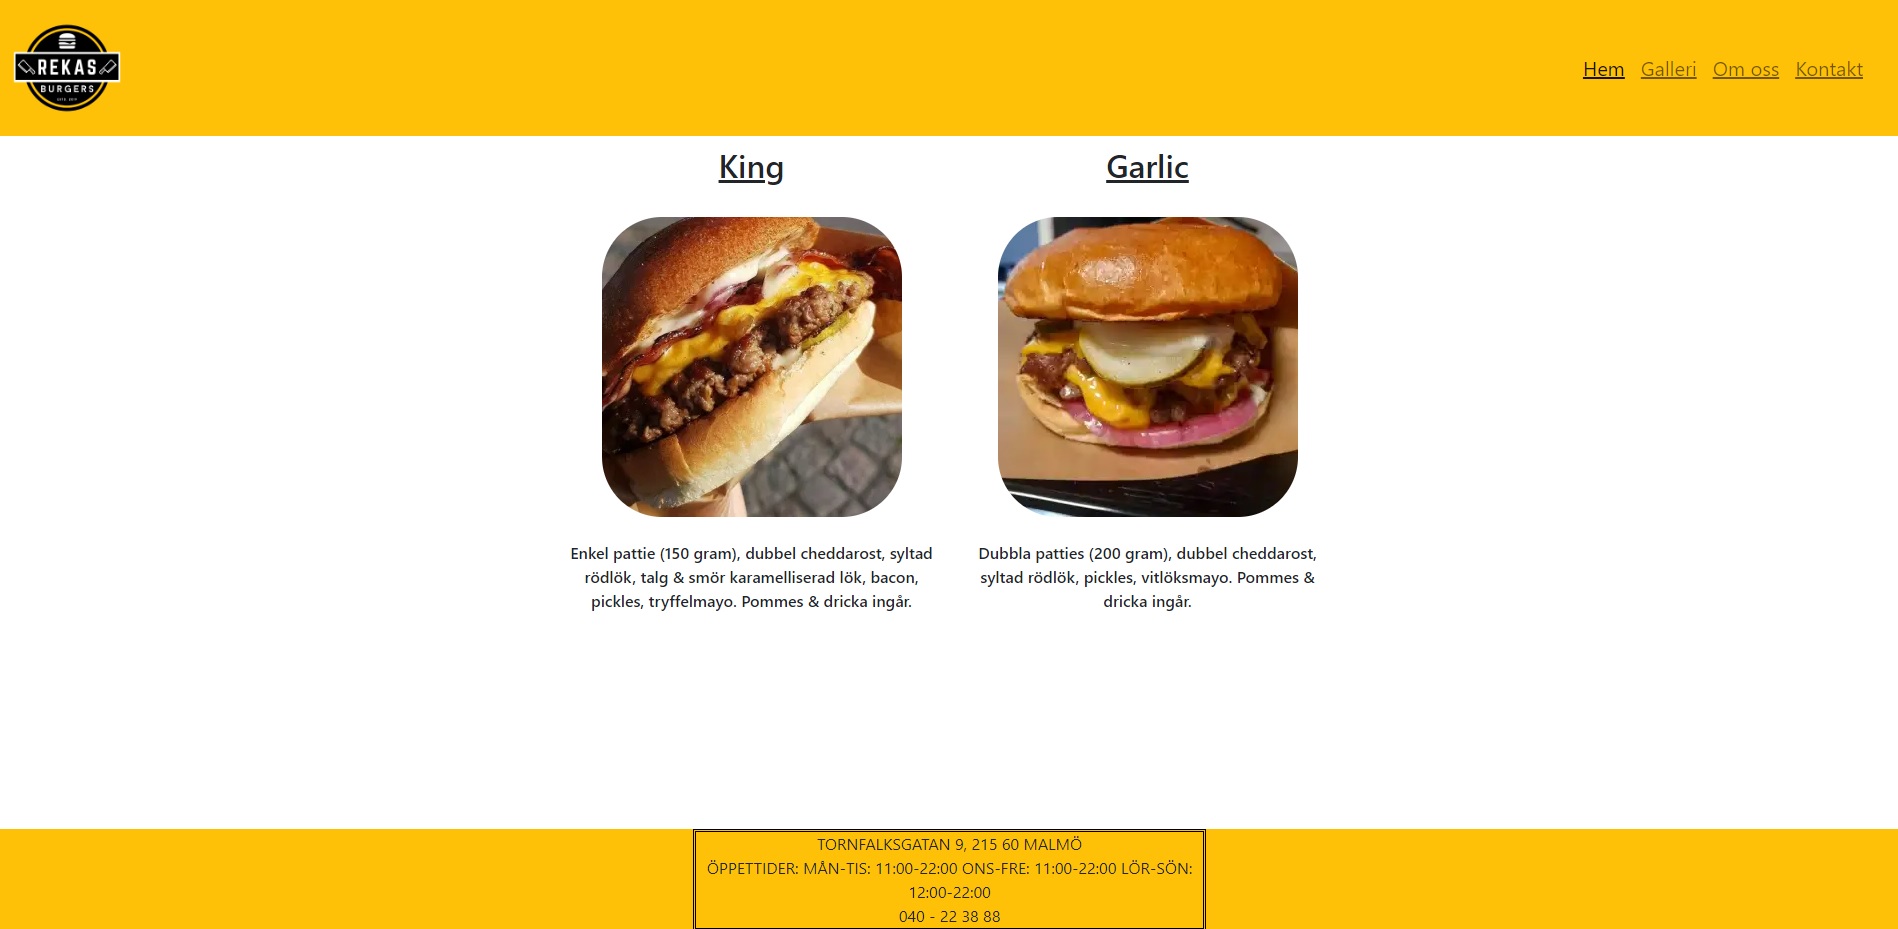 REKAS
BURGERS
Hem Galleri Om oss Kontakt
King
Garlic
Enkel pattie (150 gram), dubbel cheddarost, syltad
rödlök, talg & smör karamelliserad lök, bacon,
pickles, tryffelmayo. Pommes & dricka ingår.
Dubbla patties (200 gram), dubbel cheddarost,
syltad rödlök, pickles, vitlöksmayo. Pommes &
dricka ingår.
TORNFALKSGATAN 9, 215 60 MALMÖ
ÖPPETTIDER: MÅN-TIS: 11:00-22:00 ONS-FRE: 11:00-22:00 LÖR-SÖN:
12:00-22:00
040 - 22 38 88